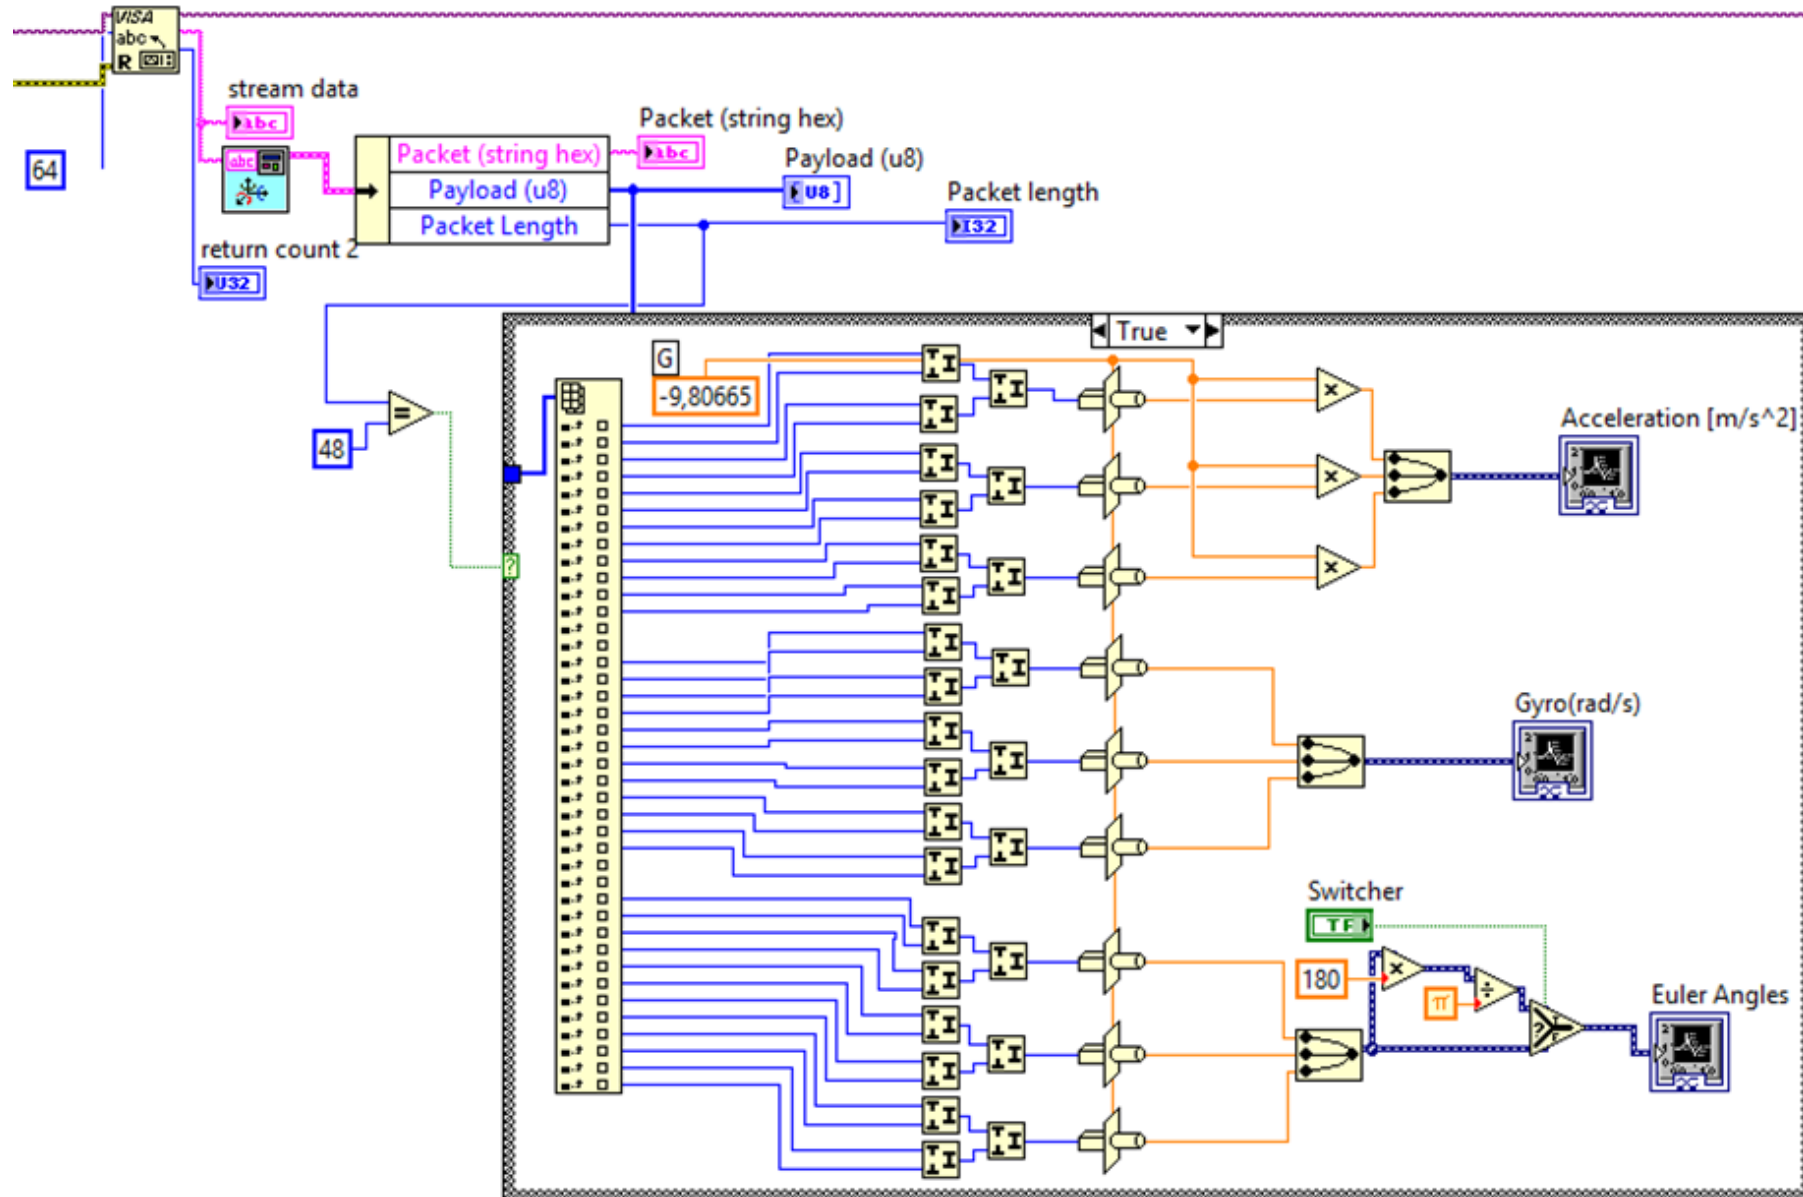 VISA
abc
R
stream data
abc
64
abc
Packet (string hex)
Payload (u8)
Packet Length
Packet (string hex)
abc
Payload (u8)
U8
Packet length
I32
return count 2
U32
True
G
-9,80665
=
48
?
×
×
×
Acceleration [m/s^2]
Gyro(rad/s)
Switcher
TF
180
×
÷
π
?
Euler Angles